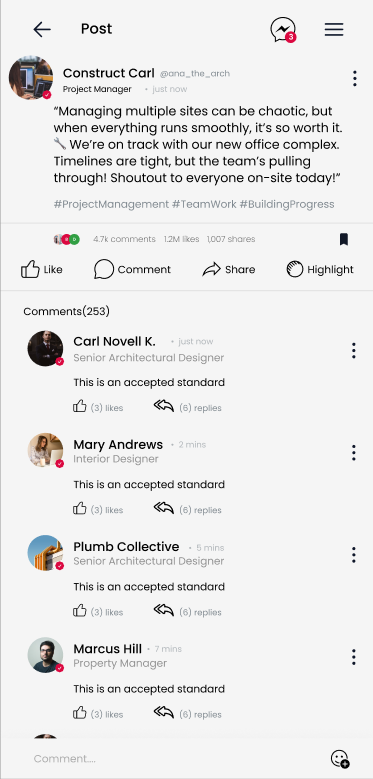 Post
3
Construct Carl @ana_the_arch
Project Manager • just now
“Managing multiple sites can be chaotic, but
when everything runs smoothly, it’s so worth it.
🔧 We’re on track with our new office complex.
Timelines are tight, but the team’s pulling
through! Shoutout to everyone on-site today!”
#ProjectManagement #TeamWork #BuildingProgress
4.7k comments 1.2M likes 1,007 shares
Like Comment Share Highlight
Comments(253)
Carl Novell K. • just now
Senior Architectural Designer
This is an accepted standard
(3) likes (6) replies
Mary Andrews • 2 mins
Interior Designer
This is an accepted standard
(3) likes (6) replies
Plumb Collective • 5 mins
Senior Architectural Designer
This is an accepted standard
(3) likes (6) replies
Marcus Hill • 7 mins
Property Manager
This is an accepted standard
(3) likes (6) replies
Comment....